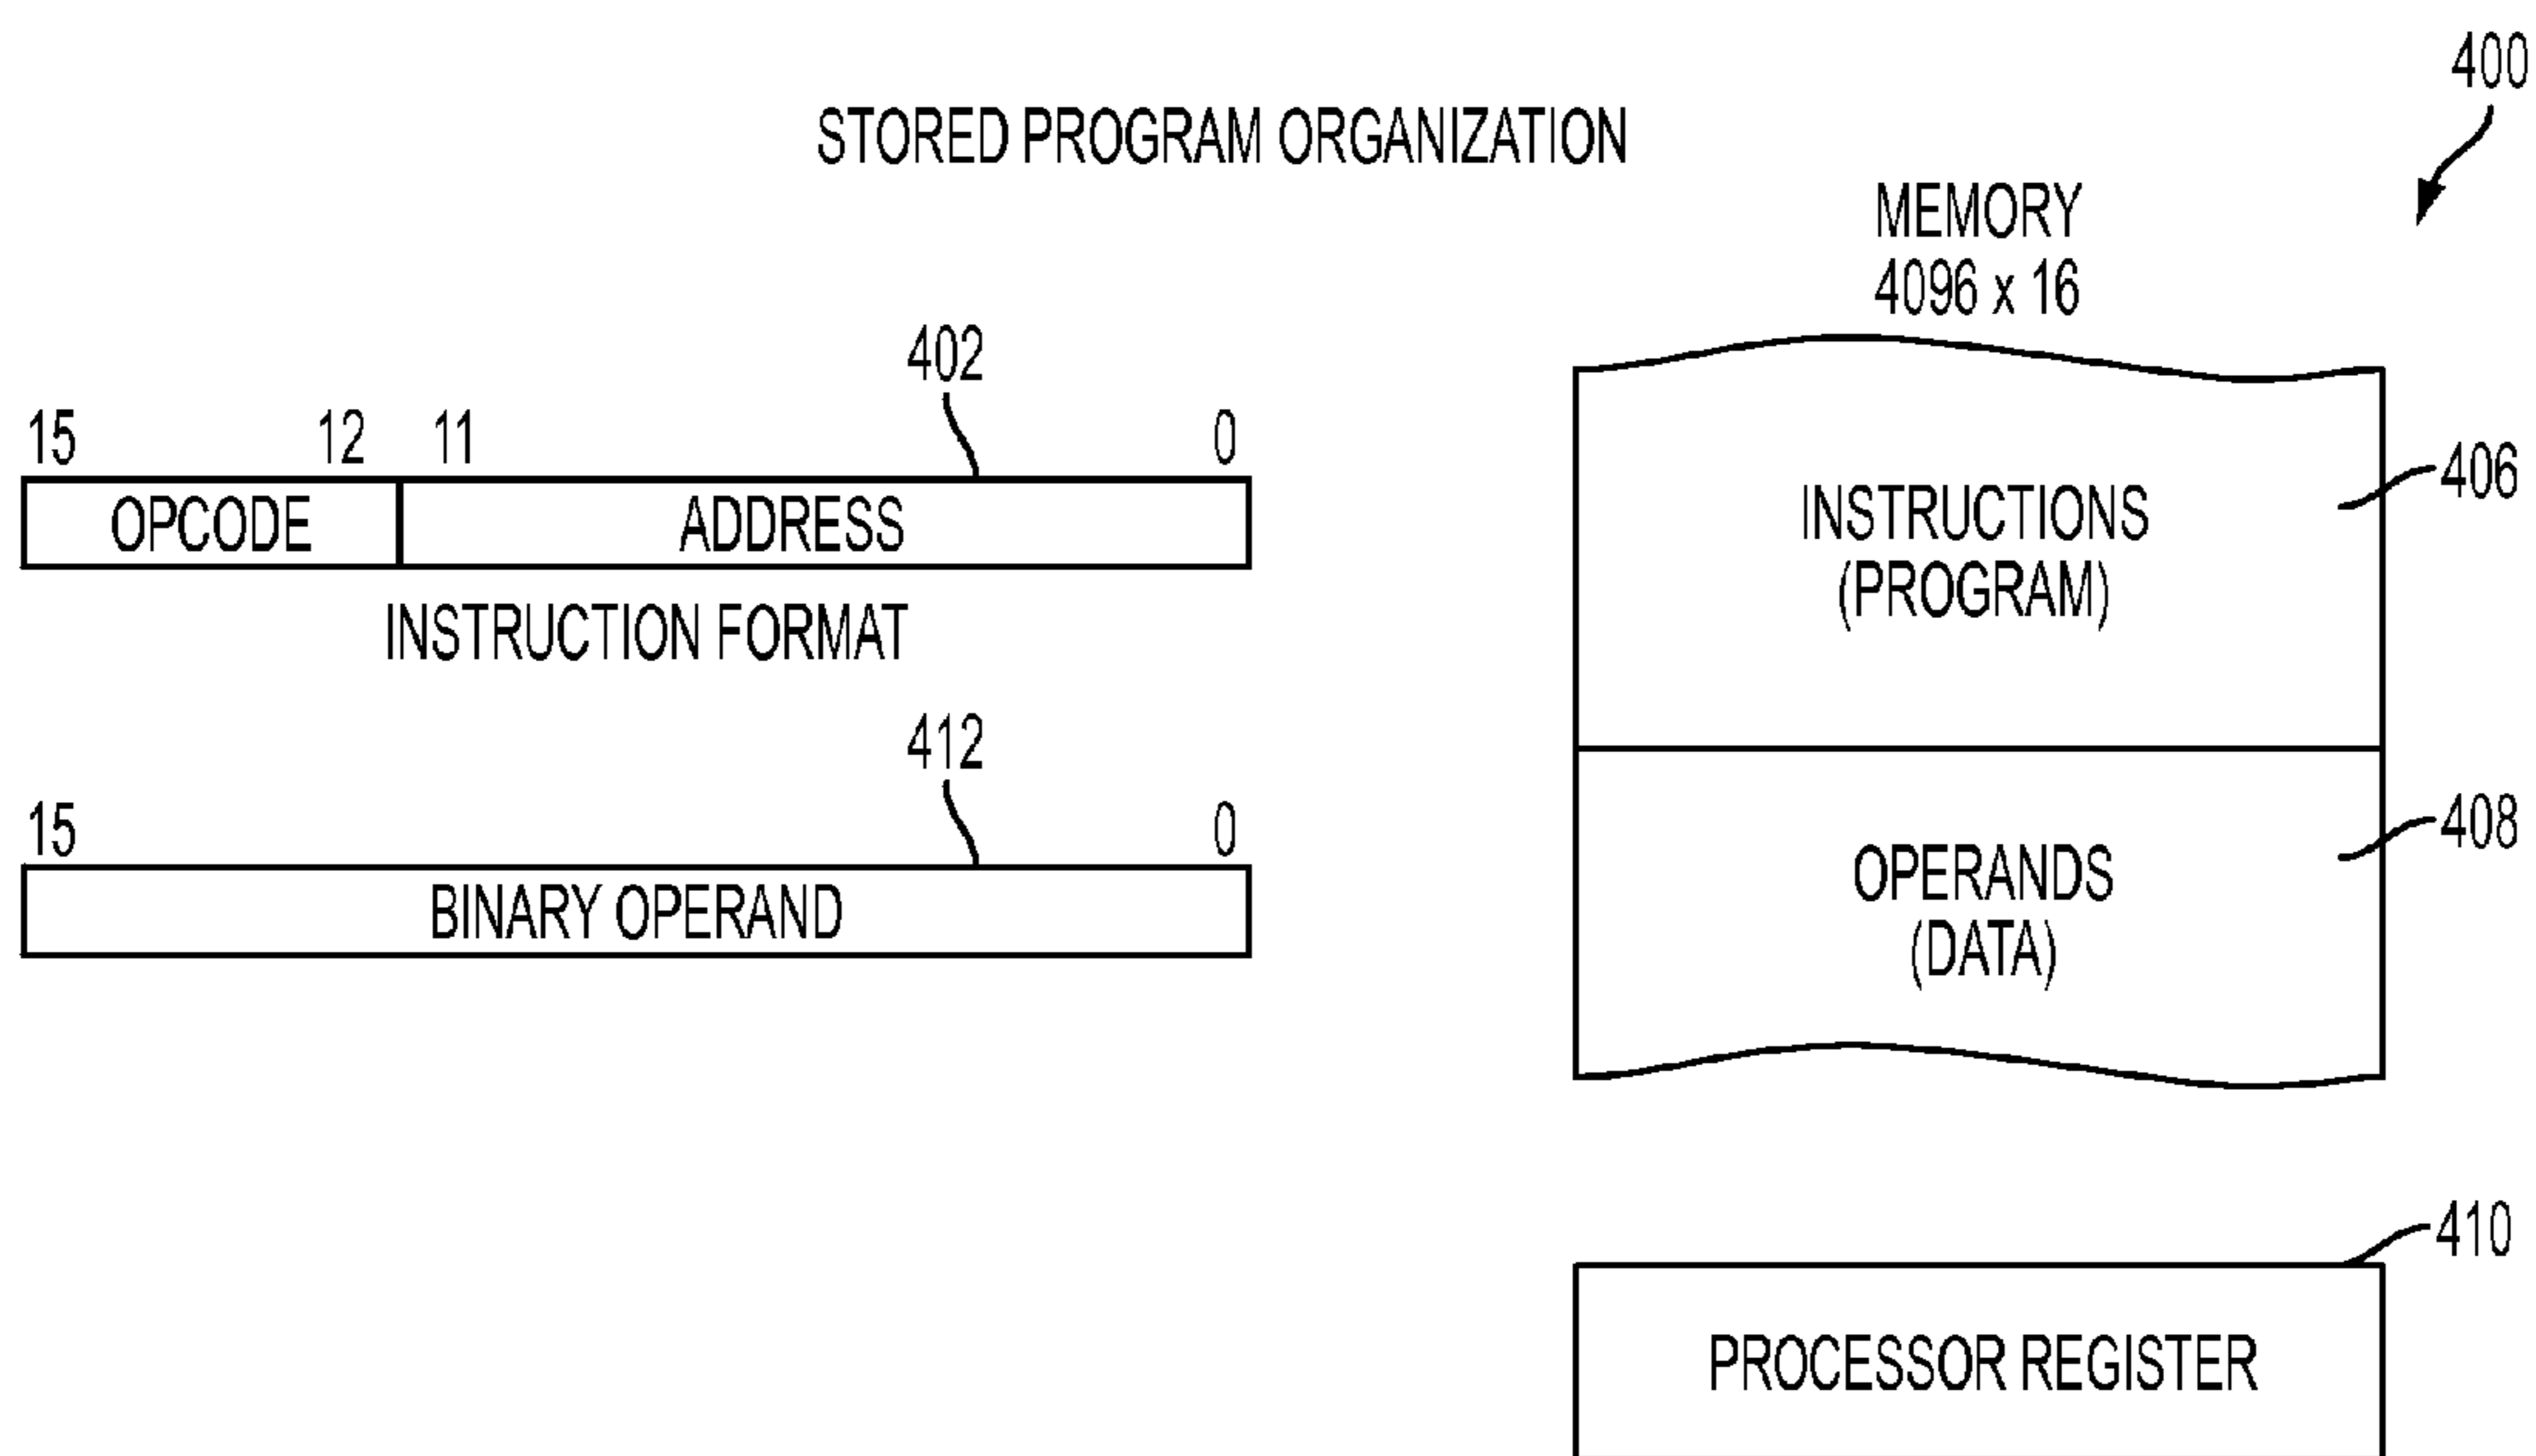 400
STORED PROGRAM ORGANIZATION
MEMORY
4096 x 16
402
15 12 11 0
OPCODE ADDRESS
INSTRUCTION FORMAT
412
15 0
BINARY OPERAND
406
INSTRUCTIONS
(PROGRAM)
408
OPERANDS
(DATA)
410
PROCESSOR REGISTER